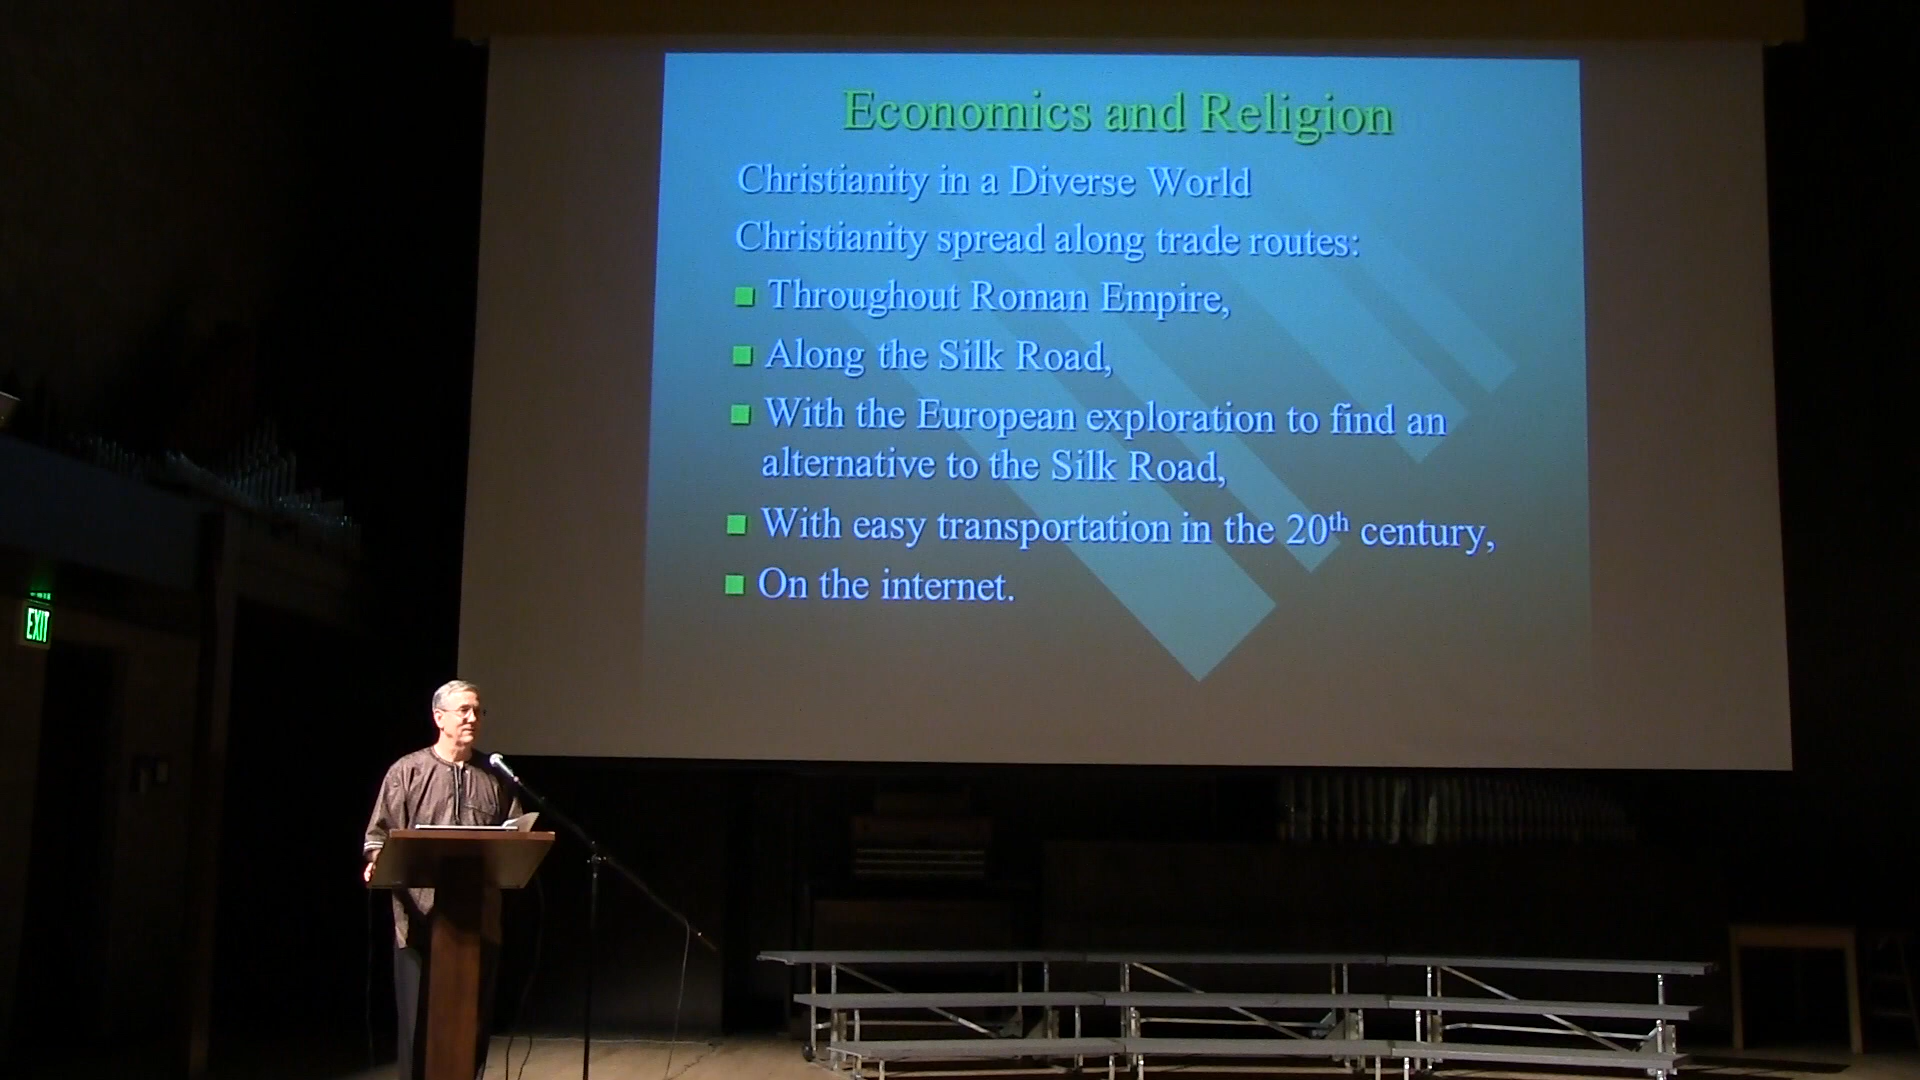 Economics and Religion
Christianity in a Diverse World
Christianity spread along trade routes:
Throughout Roman Empire,
Along the Silk Road,
With the European exploration to find an
alternative to the Silk Road,
With easy transportation in the 20th century,
On the internet.
EXIT